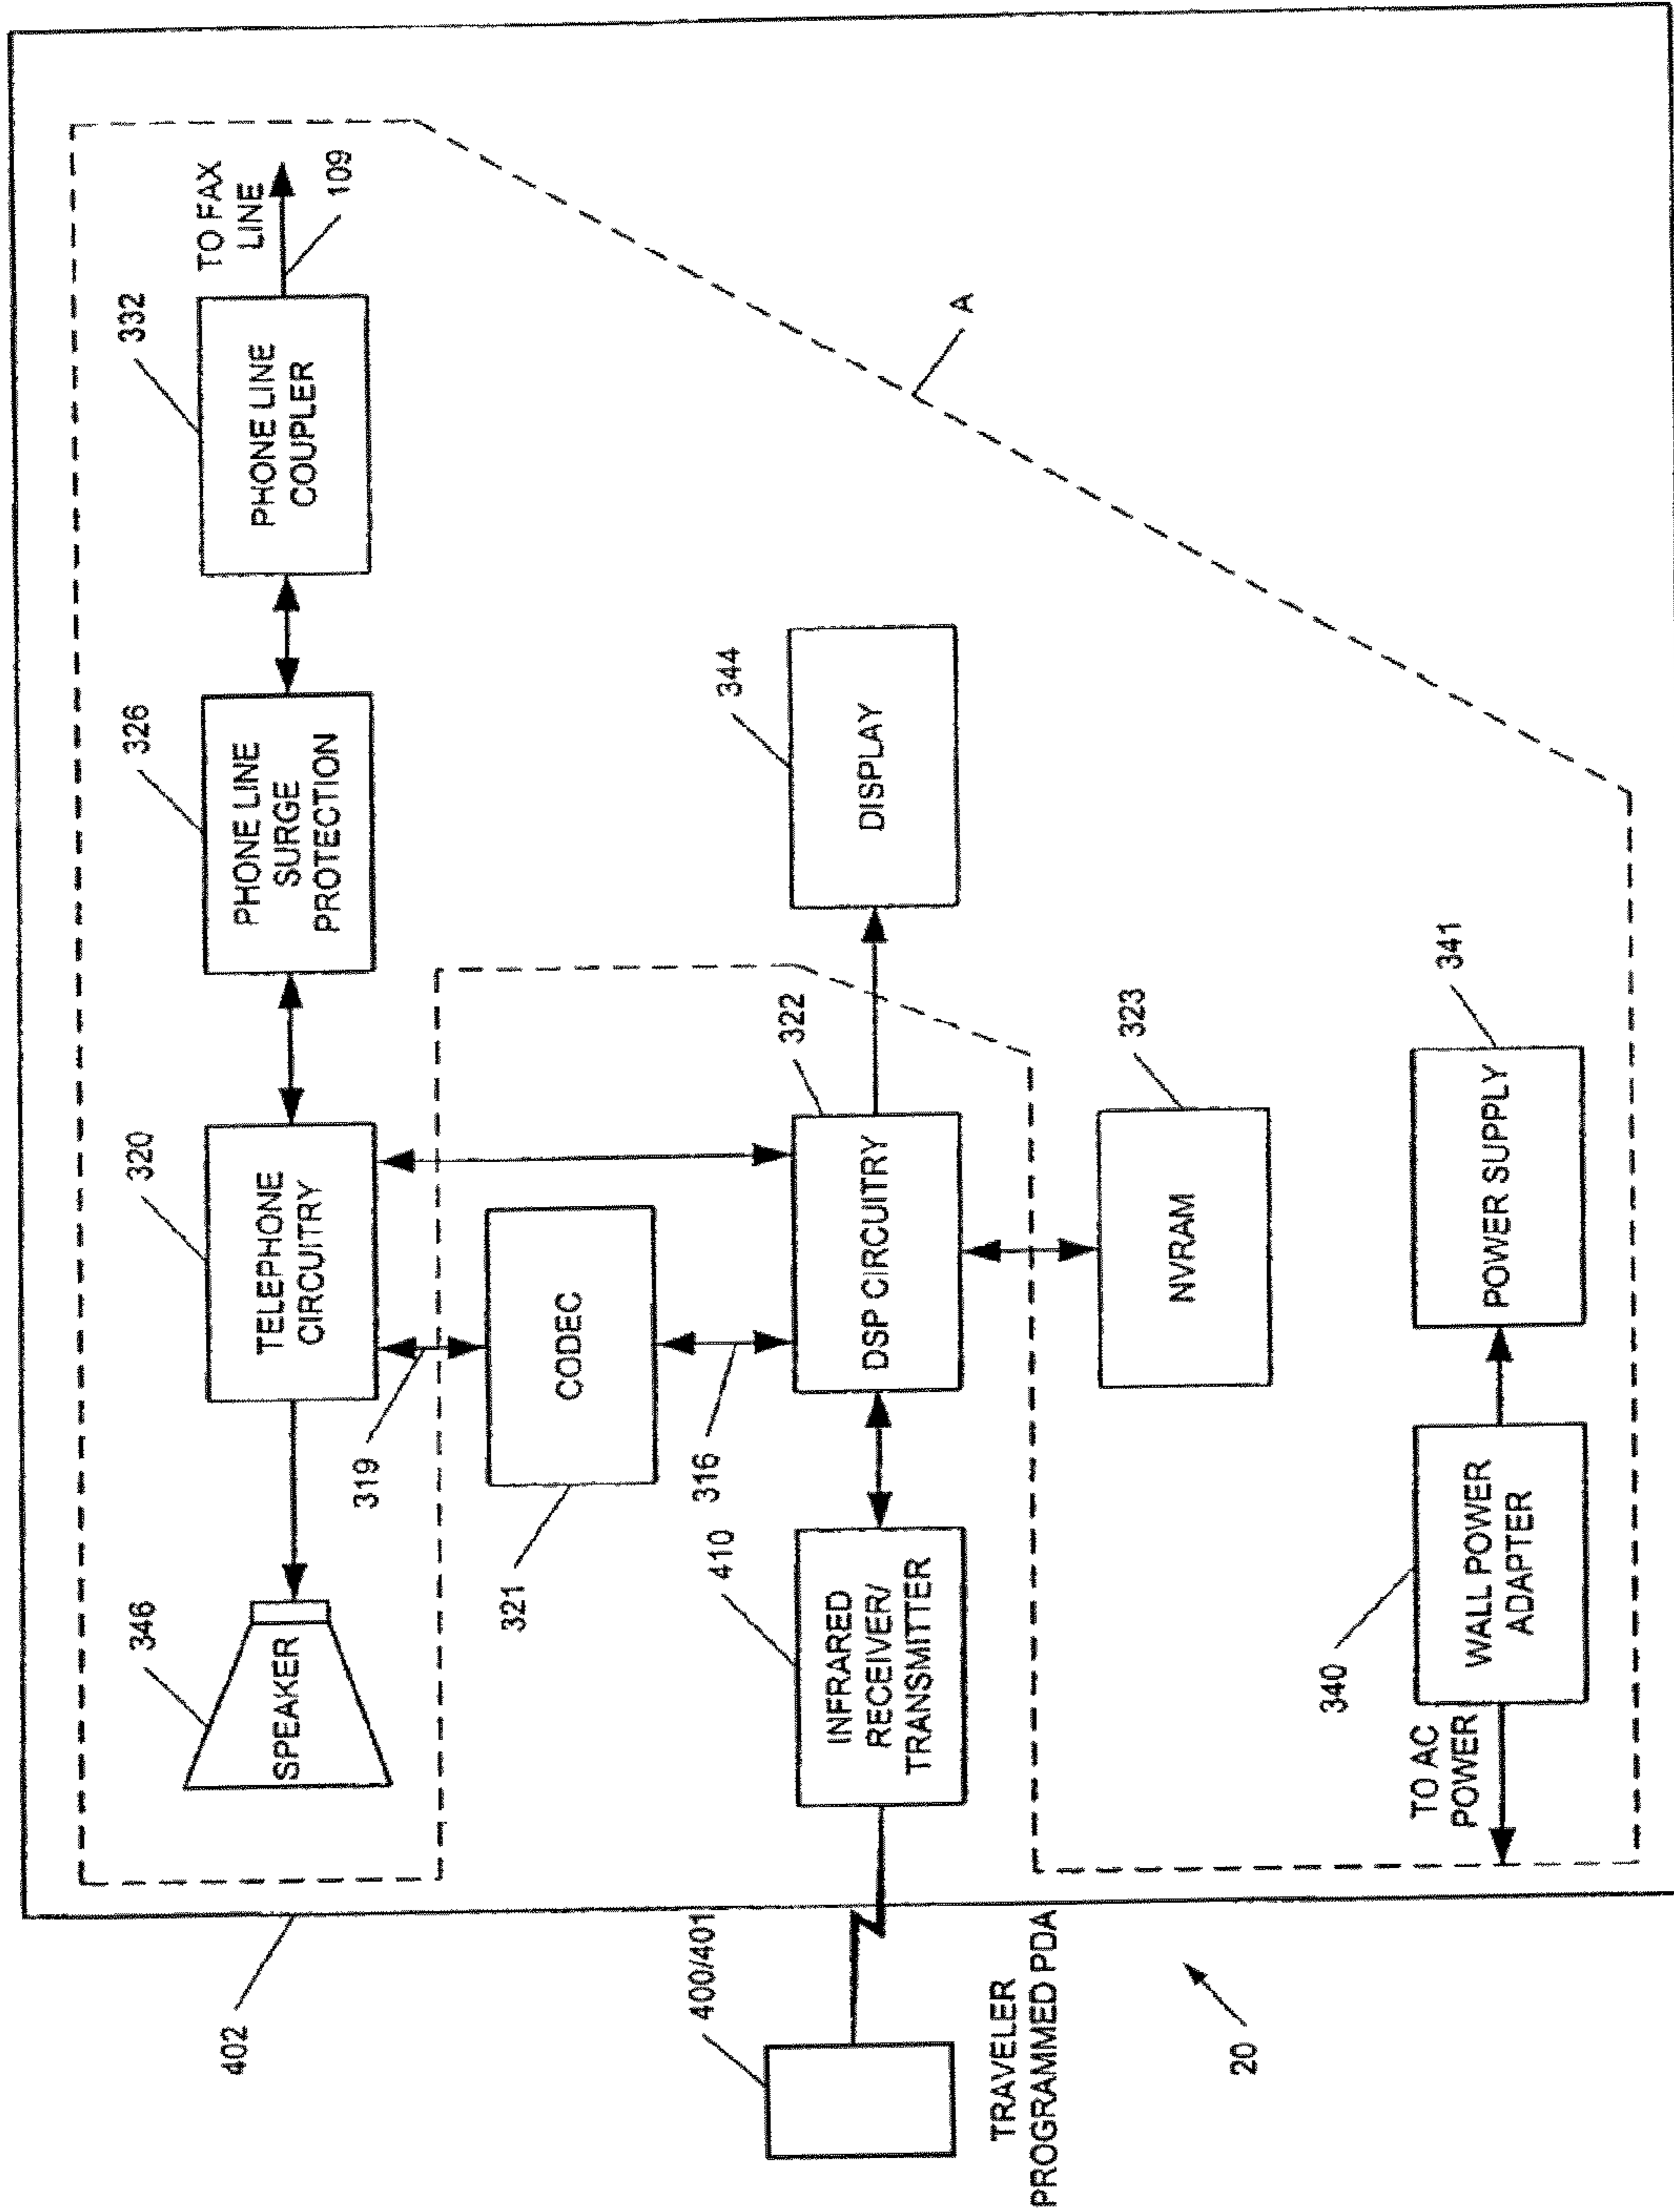 346
SPEAKER
320
TELEPHONE
CIRCUITRY
326
PHONE LINE
SURGE
PROTECTION
332
PHONE LINE
COUPLER
TO FAX
LINE
109
402
319
321
CODEC
316
A
400/401
TRAVELER
PROGRAMMED PDA
410
INFRARED
RECEIVER/
TRANSMITTER
322
DSP CIRCUITRY
344
DISPLAY
323
NVRAM
20
TO AC
POWER
340
WALL POWER
ADAPTER
341
POWER SUPPLY